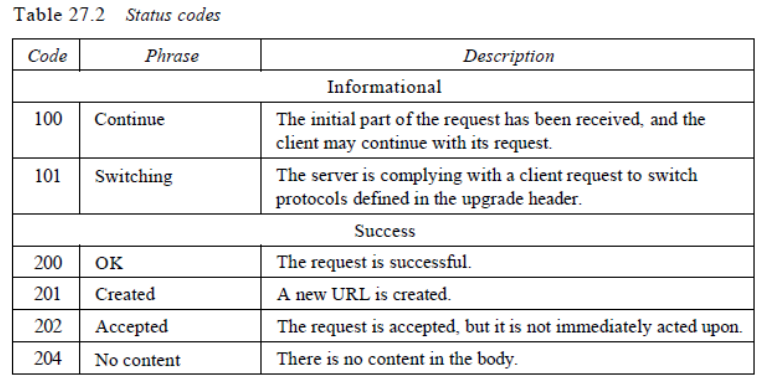 Table 27.2 Status codes
Code Phrase Description
Informational
100 Continue The initial part of the request has been received, and the
client may continue with its request.
101 Switching The server is complying with a client request to switch
protocols defined in the upgrade header.
Success
200 OK The request is successful.
201 Created A new URL is created.
202 Accepted The request is accepted, but it is not immediately acted upon.
204 No content There is no content in the body.